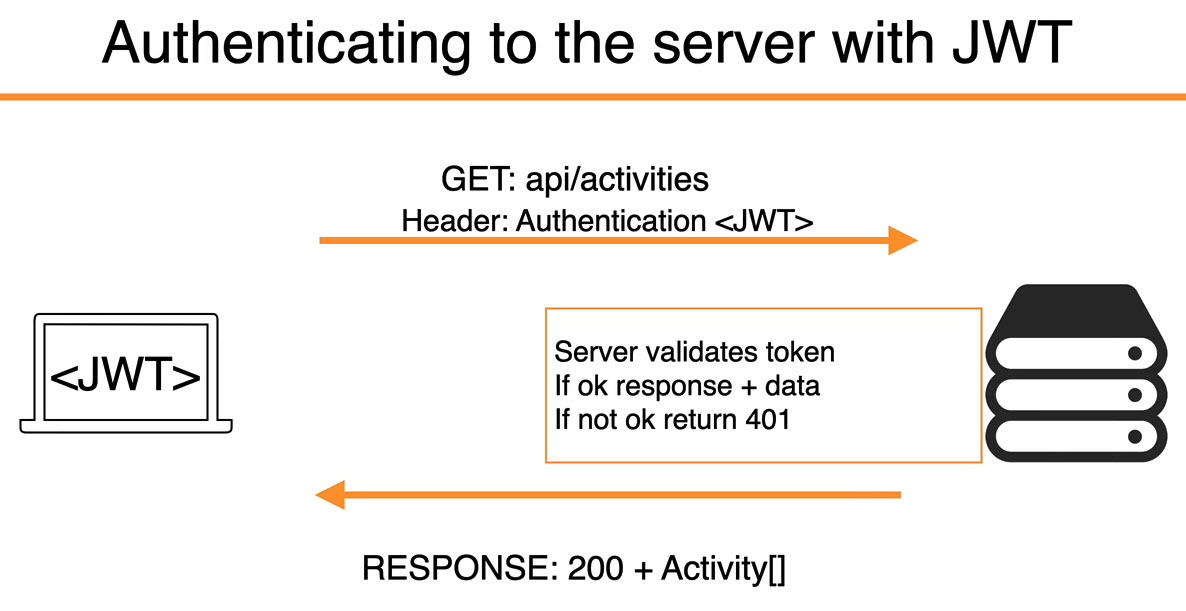 Authenticating to the server with JWT
GET: api/activities
Header: Authentication <JWT>
<JWT>
Server validates token
If ok response + data
If not ok return 401
RESPONSE: 200 + Activity[]